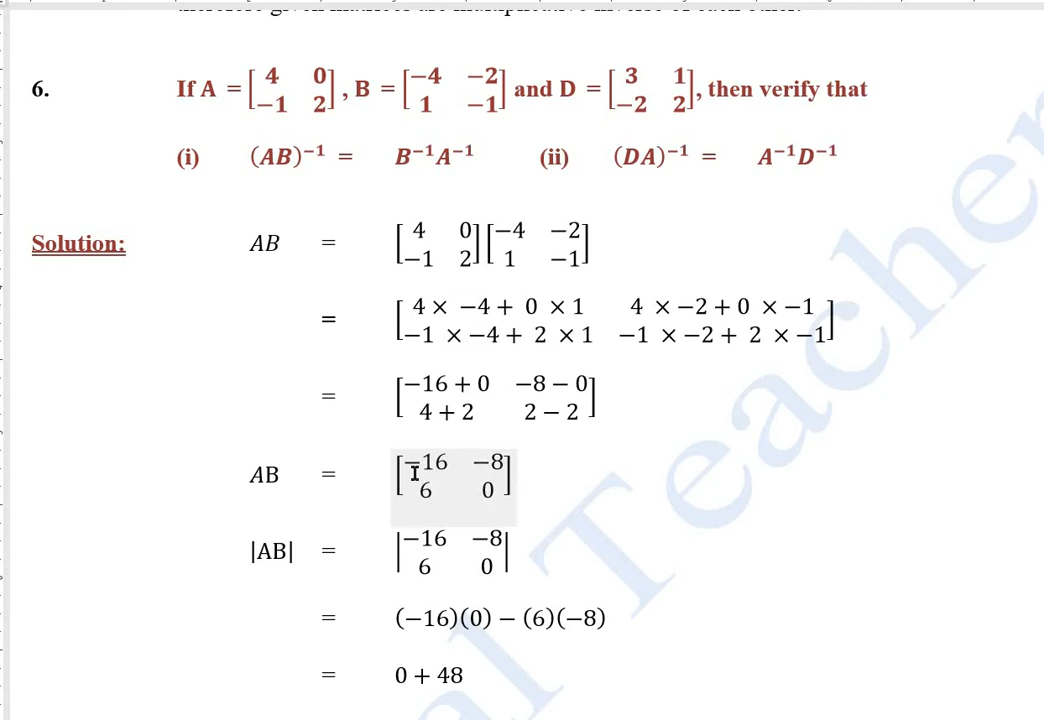 6. If A = [4 0; −1 2], B = [−4 −2; 1 −1] and D = [3 1; −2 2], then verify that
(i) (AB)⁻¹ = B⁻¹A⁻¹ (ii) (DA)⁻¹ = A⁻¹D⁻¹
Solution: AB = [4 0; −1 2][−4 −2; 1 −1]
= [4 × −4 + 0 × 1 4 × −2 + 0 × −1; −1 × −4 + 2 × 1 −1 × −2 + 2 × −1]
= [−16 + 0 −8 − 0; 4 + 2 2 − 2]
AB = [−16 −8; 6 0]
|AB| = |−16 −8; 6 0|
= (−16)(0) − (6)(−8)
= 0 + 48
Teacher